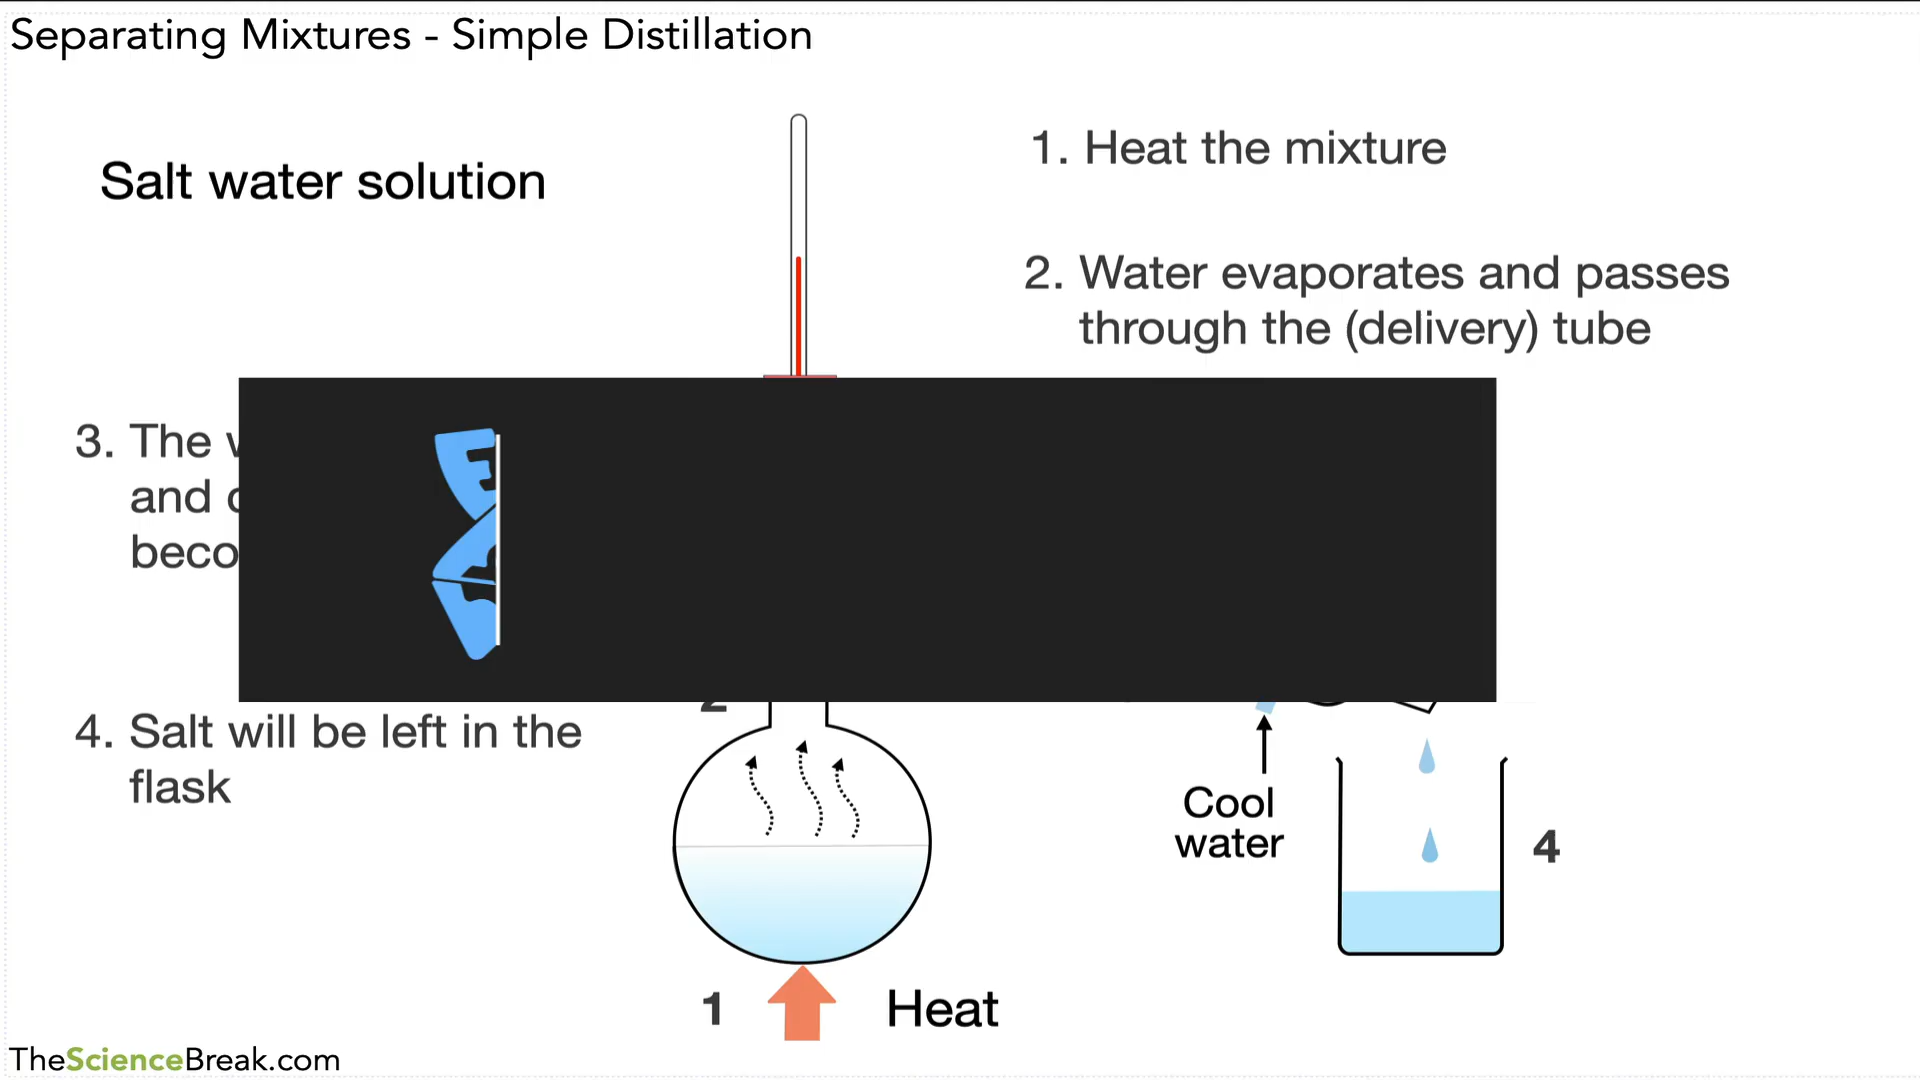 Separating Mixtures - Simple Distillation
Salt water solution
1. Heat the mixture
2. Water evaporates and passes
through the (delivery) tube
3. The
and
4. Salt will be left in the
flask
Cool
water
4
1
Heat
TheScienceBreak.com